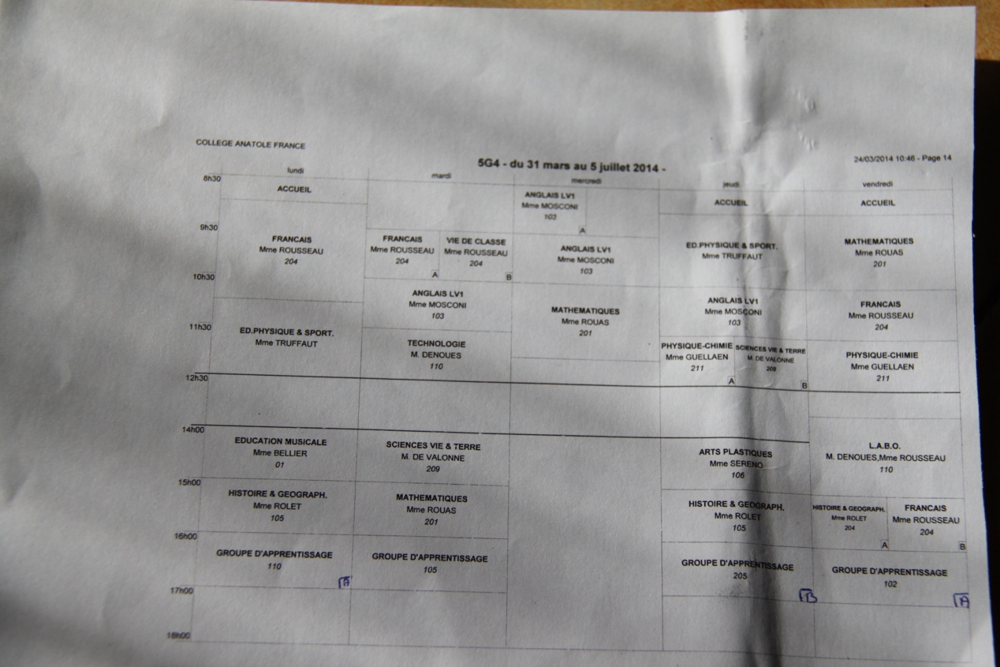 COLLEGE ANATOLE FRANCE
24/03/2014 10:46 - Page 14
5G4 - du 31 mars au 5 juillet 2014 -
lundi
mardi
mercredi
jeudi
vendredi
8h30
9h30
10h30
11h30
12h30
14h00
15h00
16h00
17h00
18h00
ACCUEIL
FRANCAIS
Mme ROUSSEAU
204
ED.PHYSIQUE & SPORT.
Mme TRUFFAUT
EDUCATION MUSICALE
Mme BELLIER
01
HISTOIRE & GEOGRAPH.
Mme ROLET
105
GROUPE D'APPRENTISSAGE
110
A
FRANCAIS
Mme ROUSSEAU
204
A
VIE DE CLASSE
Mme ROUSSEAU
204
B
ANGLAIS LV1
Mme MOSCONI
103
TECHNOLOGIE
M. DENOUES
110
SCIENCES VIE & TERRE
M. DE VALONNE
209
MATHEMATIQUES
Mme ROUAS
201
GROUPE D'APPRENTISSAGE
105
ANGLAIS LV1
Mme MOSCONI
103
A
ANGLAIS LV1
Mme MOSCONI
103
MATHEMATIQUES
Mme ROUAS
201
ACCUEIL
ED.PHYSIQUE & SPORT.
Mme TRUFFAUT
ANGLAIS LV1
Mme MOSCONI
103
PHYSIQUE-CHIMIE
Mme GUELLAEN
211
A
SCIENCES VIE & TERRE
M. DE VALONNE
209
B
ARTS PLASTIQUES
Mme SERENO
106
HISTOIRE & GEOGRAPH.
Mme ROLET
105
GROUPE D'APPRENTISSAGE
205
B
ACCUEIL
MATHEMATIQUES
Mme ROUAS
201
FRANCAIS
Mme ROUSSEAU
204
PHYSIQUE-CHIMIE
Mme GUELLAEN
211
L.A.B.O.
M. DENOUES,Mme ROUSSEAU
110
HISTOIRE & GEOGRAPH.
Mme ROLET
204
A
FRANCAIS
Mme ROUSSEAU
204
B
GROUPE D'APPRENTISSAGE
102
A